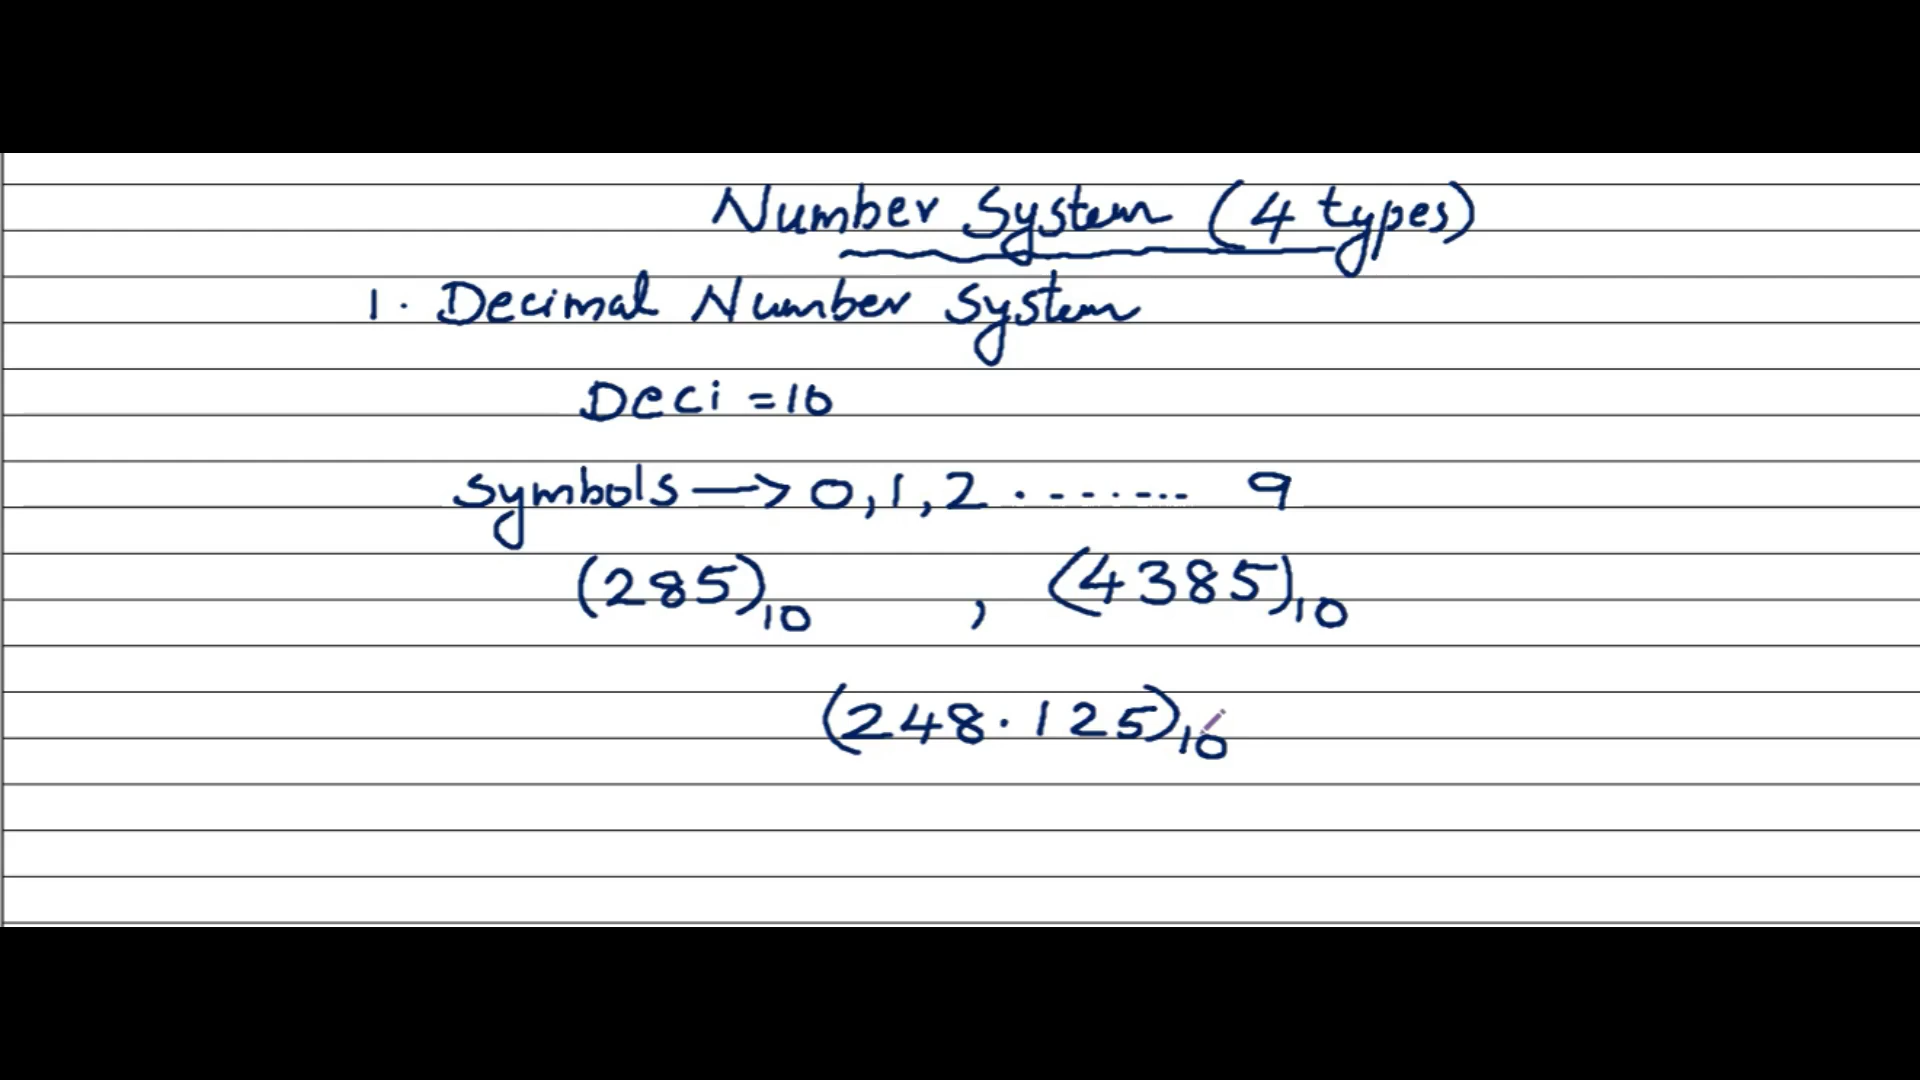 Number System (4 types)
1. Decimal Number System
Deci = 10
Symbols → 0, 1, 2 ········ 9
(285)₁₀ , (4385)₁₀
(248.125)₁₀